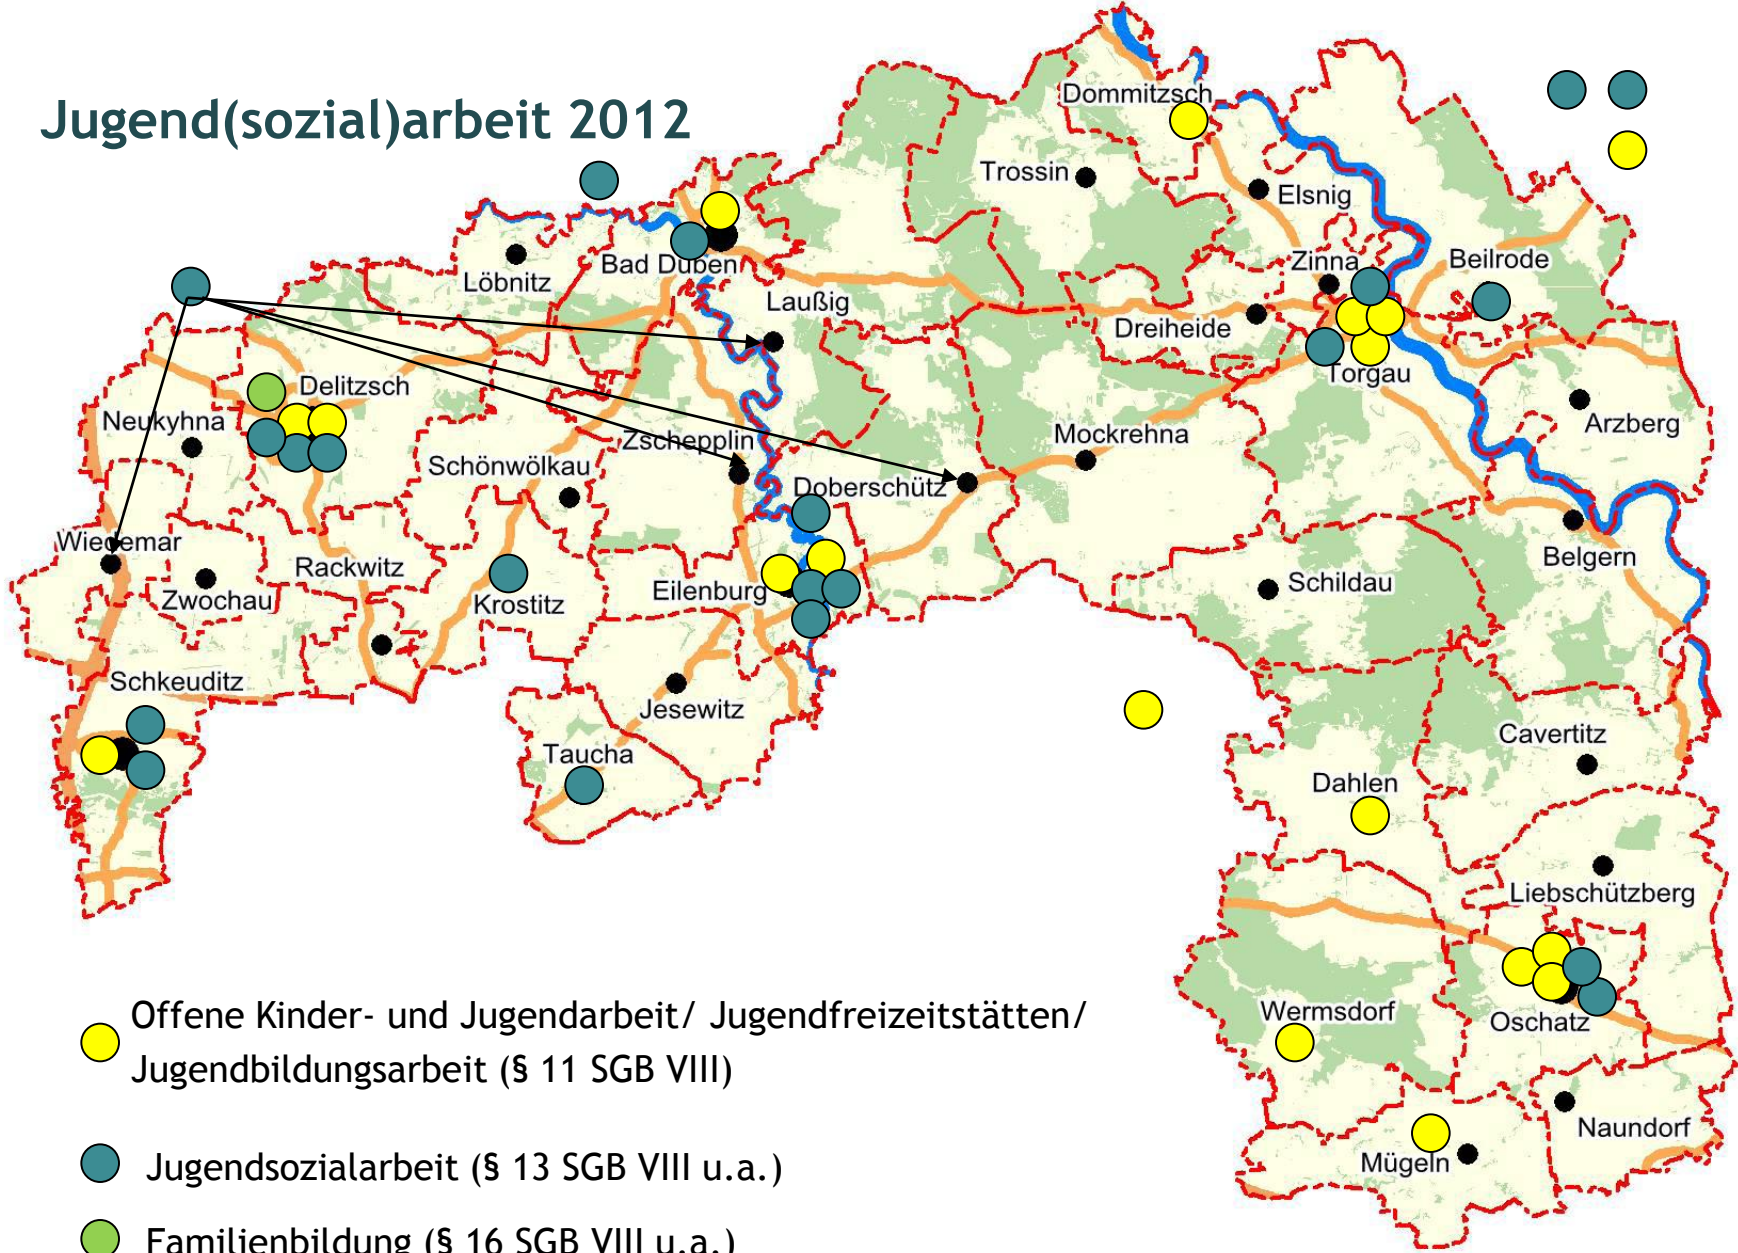 Jugend(sozial)arbeit 2012
Dommitzsch
Trossin
Elsnig
Zinna
Beilrode
Bad Düben
Löbnitz
Laußig
Dreiheide
Torgau
Delitzsch
Arzberg
Neukyhna
Mockrehna
Zschepplin
Schönwölkau
Doberschütz
Wiedemar
Belgern
Rackwitz
Schildau
Eilenburg
Zwochau
Krostitz
Schkeuditz
Jesewitz
Cavertitz
Taucha
Dahlen
Liebschützberg
Wermsdorf
Oschatz
Naundorf
Mügeln
Offene Kinder- und Jugendarbeit/ Jugendfreizeitstätten/
Jugendbildungsarbeit (§ 11 SGB VIII)
Jugendsozialarbeit (§ 13 SGB VIII u.a.)
Familienbildung (§ 16 SGB VIII u.a.)